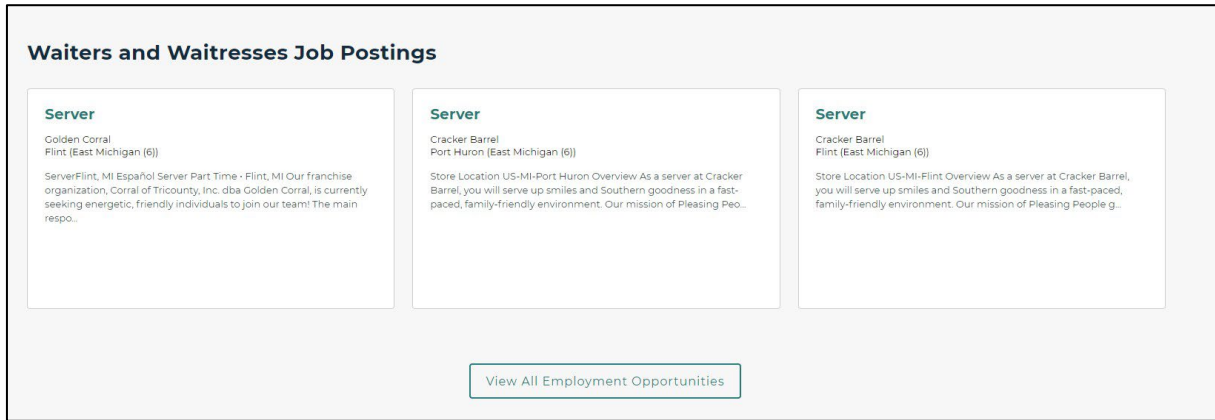 Waiters and Waitresses Job Postings
Server
Golden Corral
Flint (East Michigan (6))
ServerFlint, MI Español Server Part Time • Flint, MI Our franchise
organization, Corral of Tricounty, Inc. dba Golden Corral, is currently
seeking energetic, friendly individuals to join our team! The main
respo...
Server
Cracker Barrel
Port Huron (East Michigan (6))
Store Location US-MI-Port Huron Overview As a server at Cracker
Barrel, you will serve up smiles and Southern goodness in a fast-
paced, family-friendly environment. Our mission of Pleasing Peo...
Server
Cracker Barrel
Flint (East Michigan (6))
Store Location US-MI-Flint Overview As a server at Cracker Barrel,
you will serve up smiles and Southern goodness in a fast-paced,
family-friendly environment. Our mission of Pleasing People g...
View All Employment Opportunities